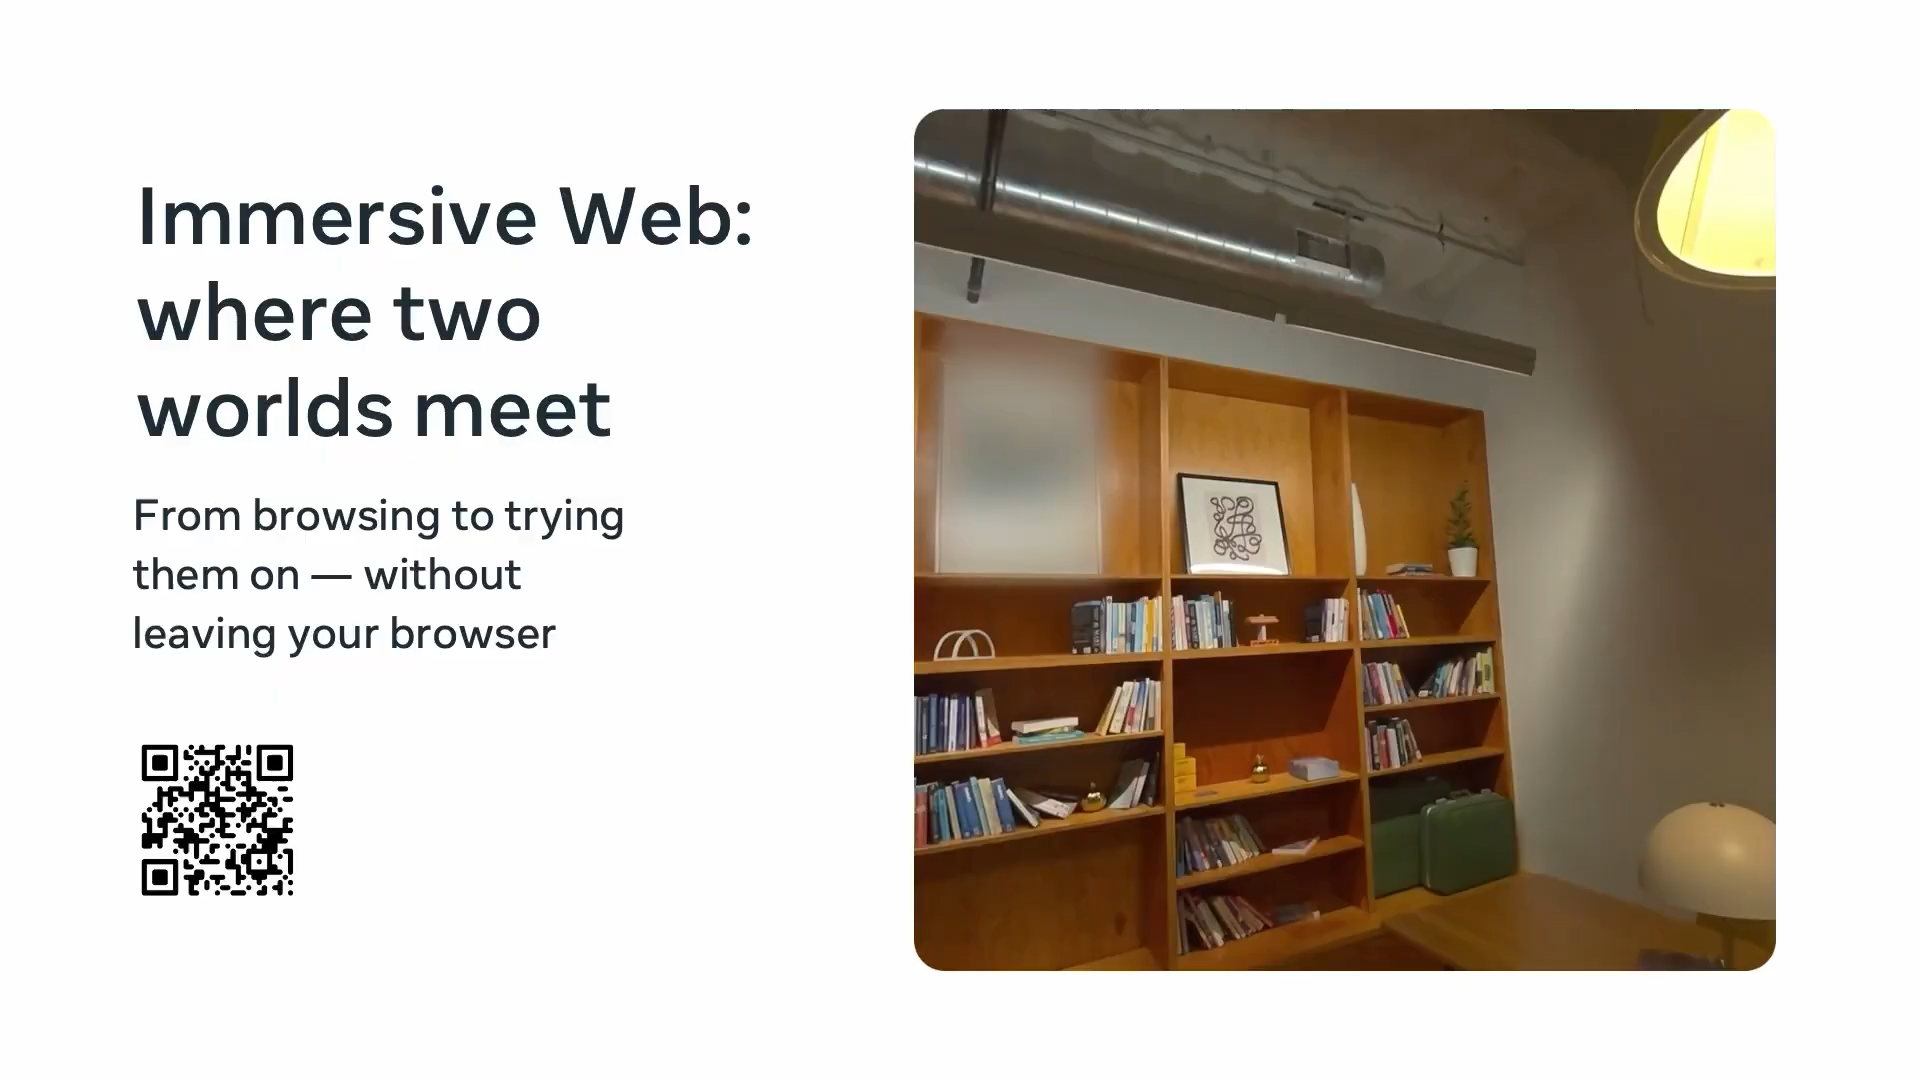 Immersive Web:
where two
worlds meet
From browsing to trying
them on — without
leaving your browser